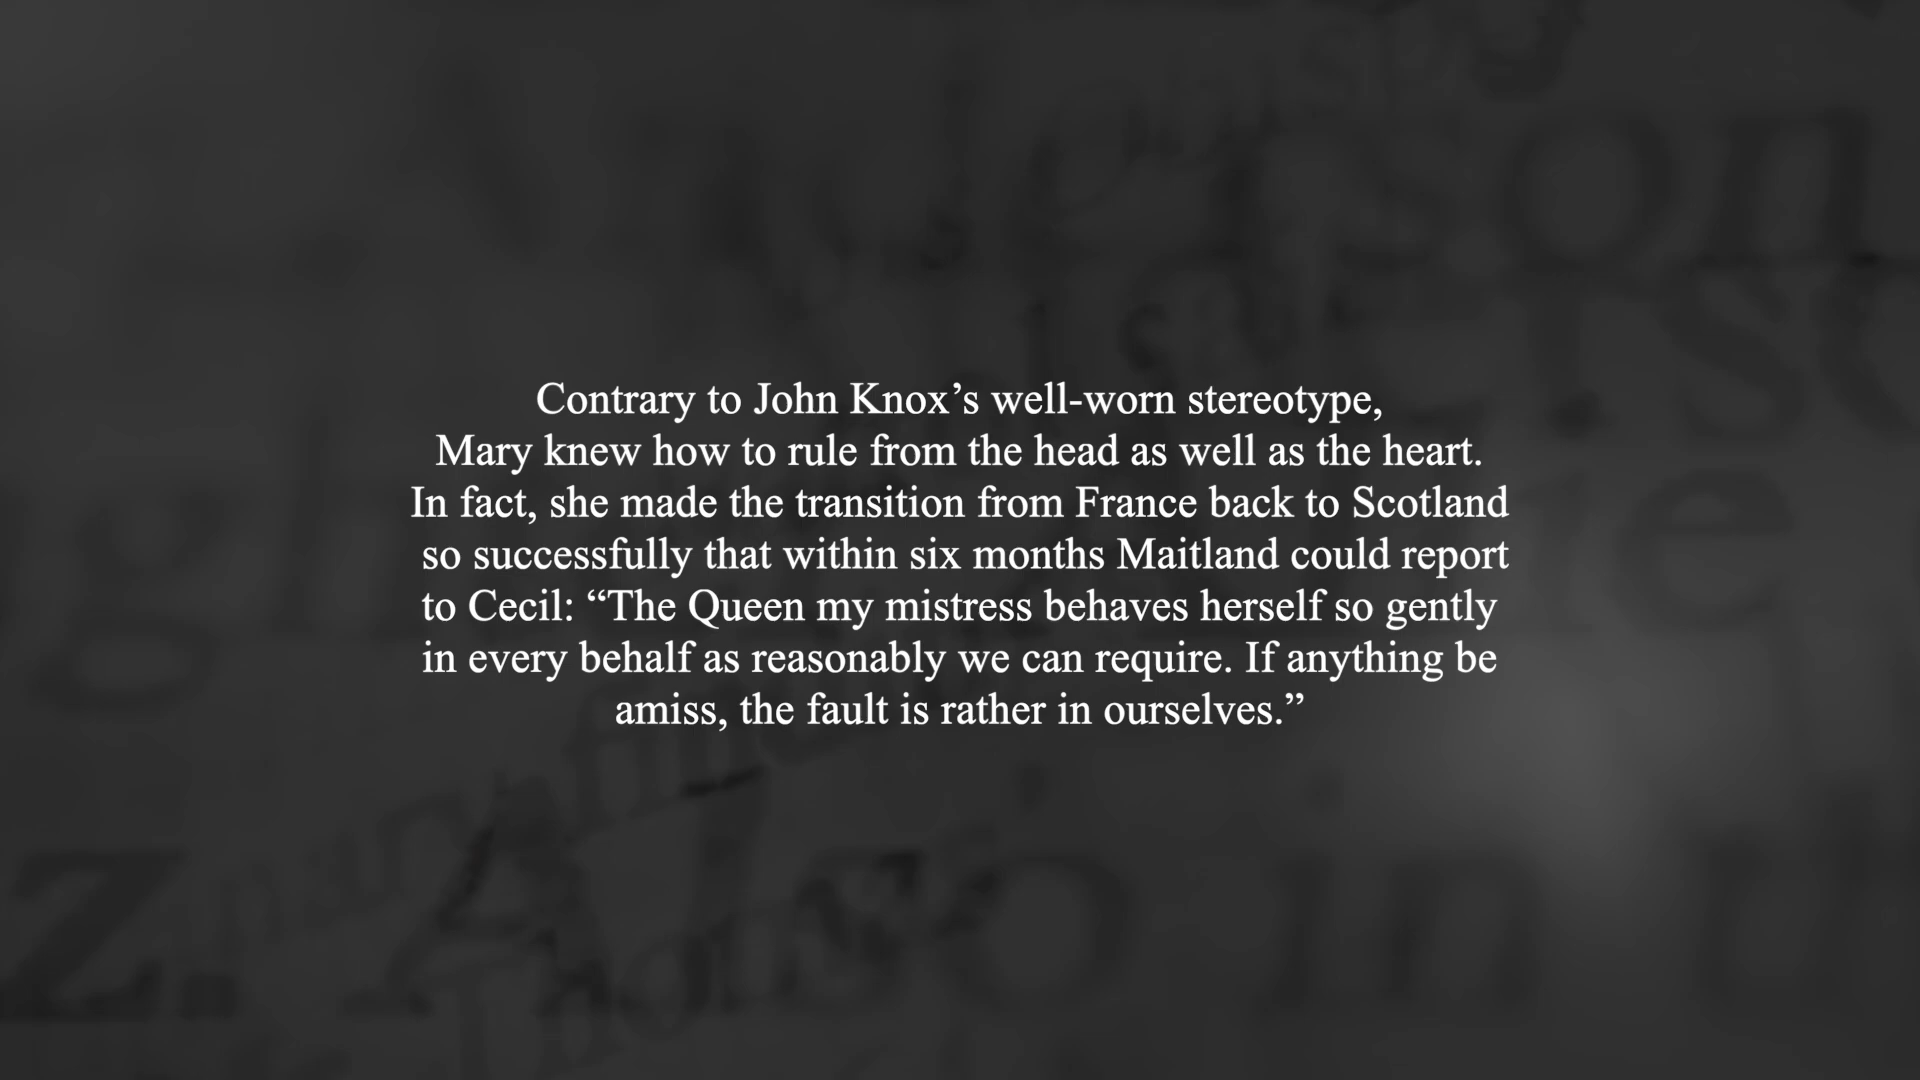 Contrary to John Knox’s well-worn stereotype,
Mary knew how to rule from the head as well as the heart.
In fact, she made the transition from France back to Scotland
so successfully that within six months Maitland could report
to Cecil: “The Queen my mistress behaves herself so gently
in every behalf as reasonably we can require. If anything be
amiss, the fault is rather in ourselves.”